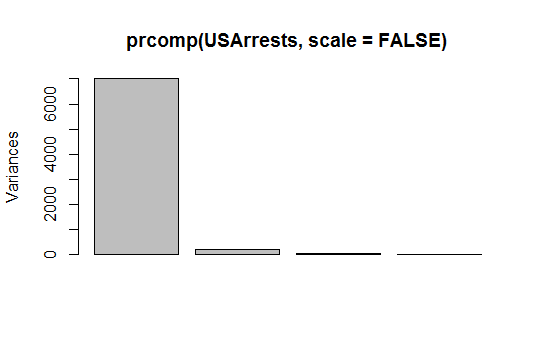 prcomp(USArrests, scale = FALSE)
Variances
6000
4000
2000
0